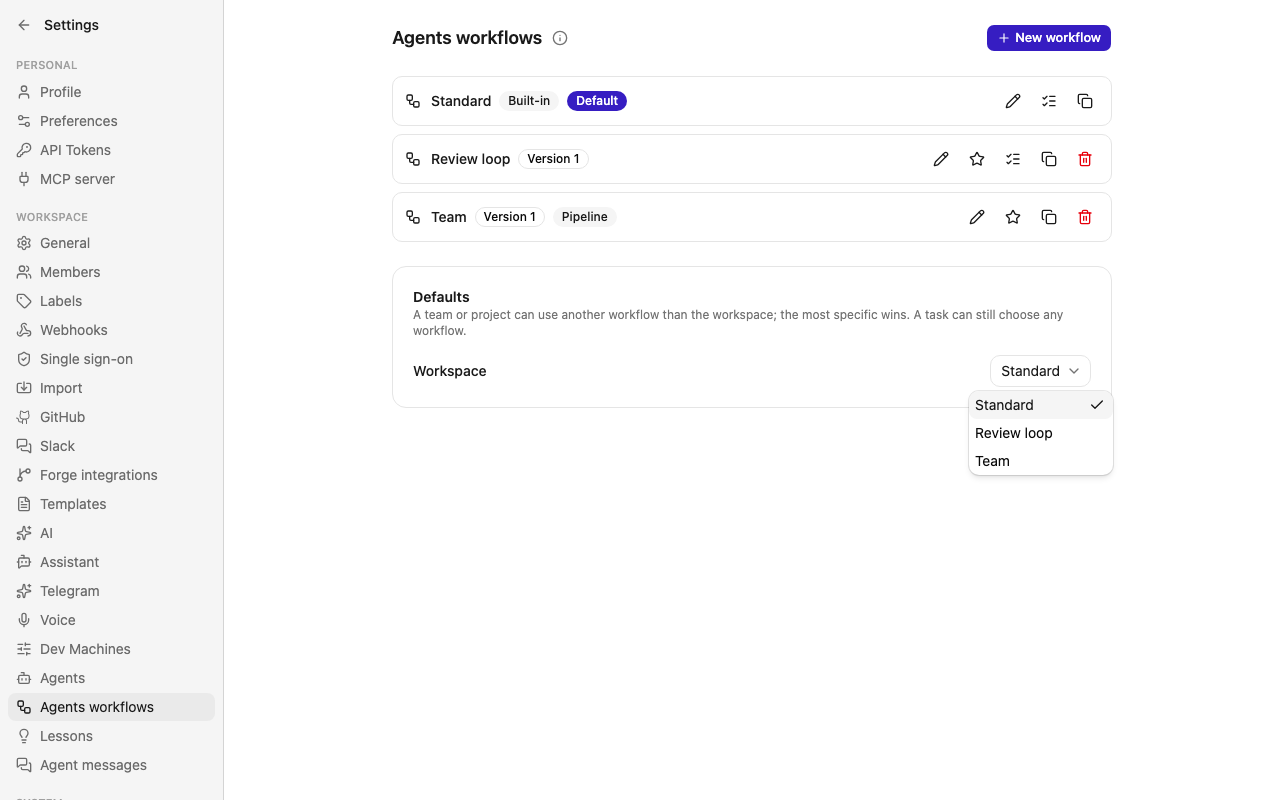 Settings
PERSONAL
Profile
Preferences
API Tokens
MCP server
WORKSPACE
General
Members
Labels
Webhooks
Single sign-on
Import
GitHub
Slack
Forge integrations
Templates
AI
Assistant
Telegram
Voice
Dev Machines
Agents
Agents workflows
Lessons
Agent messages
Agents workflows
New workflow
Standard Built-in Default
Review loop Version 1
Team Version 1 Pipeline
Defaults
A team or project can use another workflow than the workspace; the most specific wins. A task can still choose any
workflow.
Workspace Standard
Standard
Review loop
Team